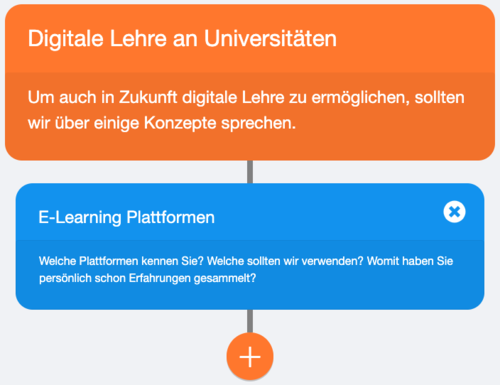 Digitale Lehre an Universitäten
Um auch in Zukunft digitale Lehre zu ermöglichen, sollten
wir über einige Konzepte sprechen.
E-Learning Plattformen
Welche Plattformen kennen Sie? Welche sollten wir verwenden? Womit haben Sie
persönlich schon Erfahrungen gesammelt?